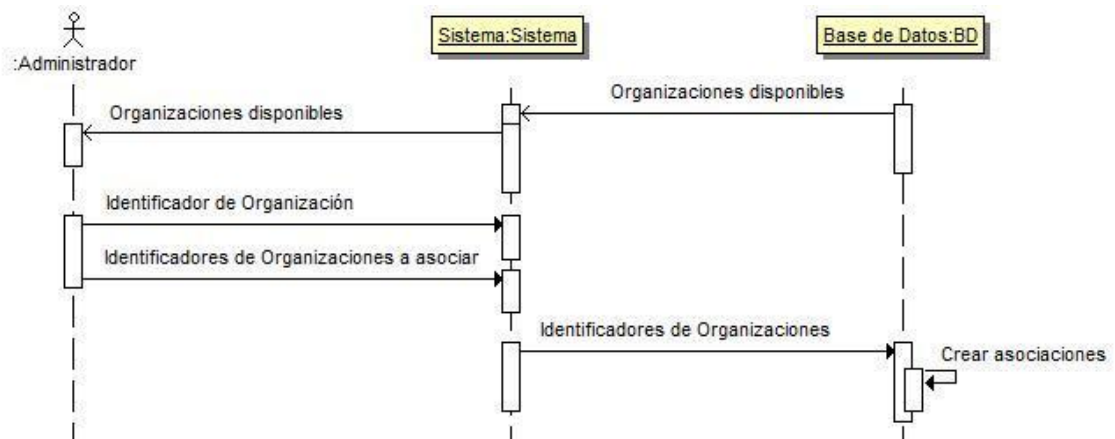 Sistema:Sistema
Base de Datos:BD
:Administrador
Organizaciones disponibles
Organizaciones disponibles
Identificador de Organización
Identificadores de Organizaciones a asociar
Identificadores de Organizaciones
Crear asociaciones